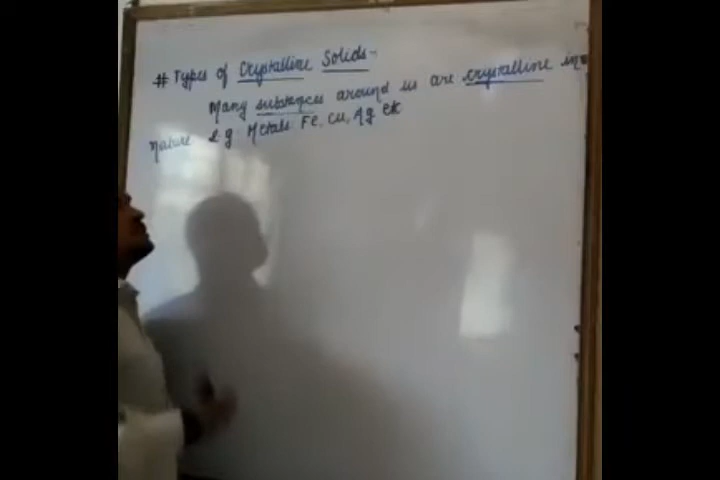 # Types of Crystalline Solids -
Many substances around us are crystalline in
nature e.g Metals Fe, Cu, Ag etc